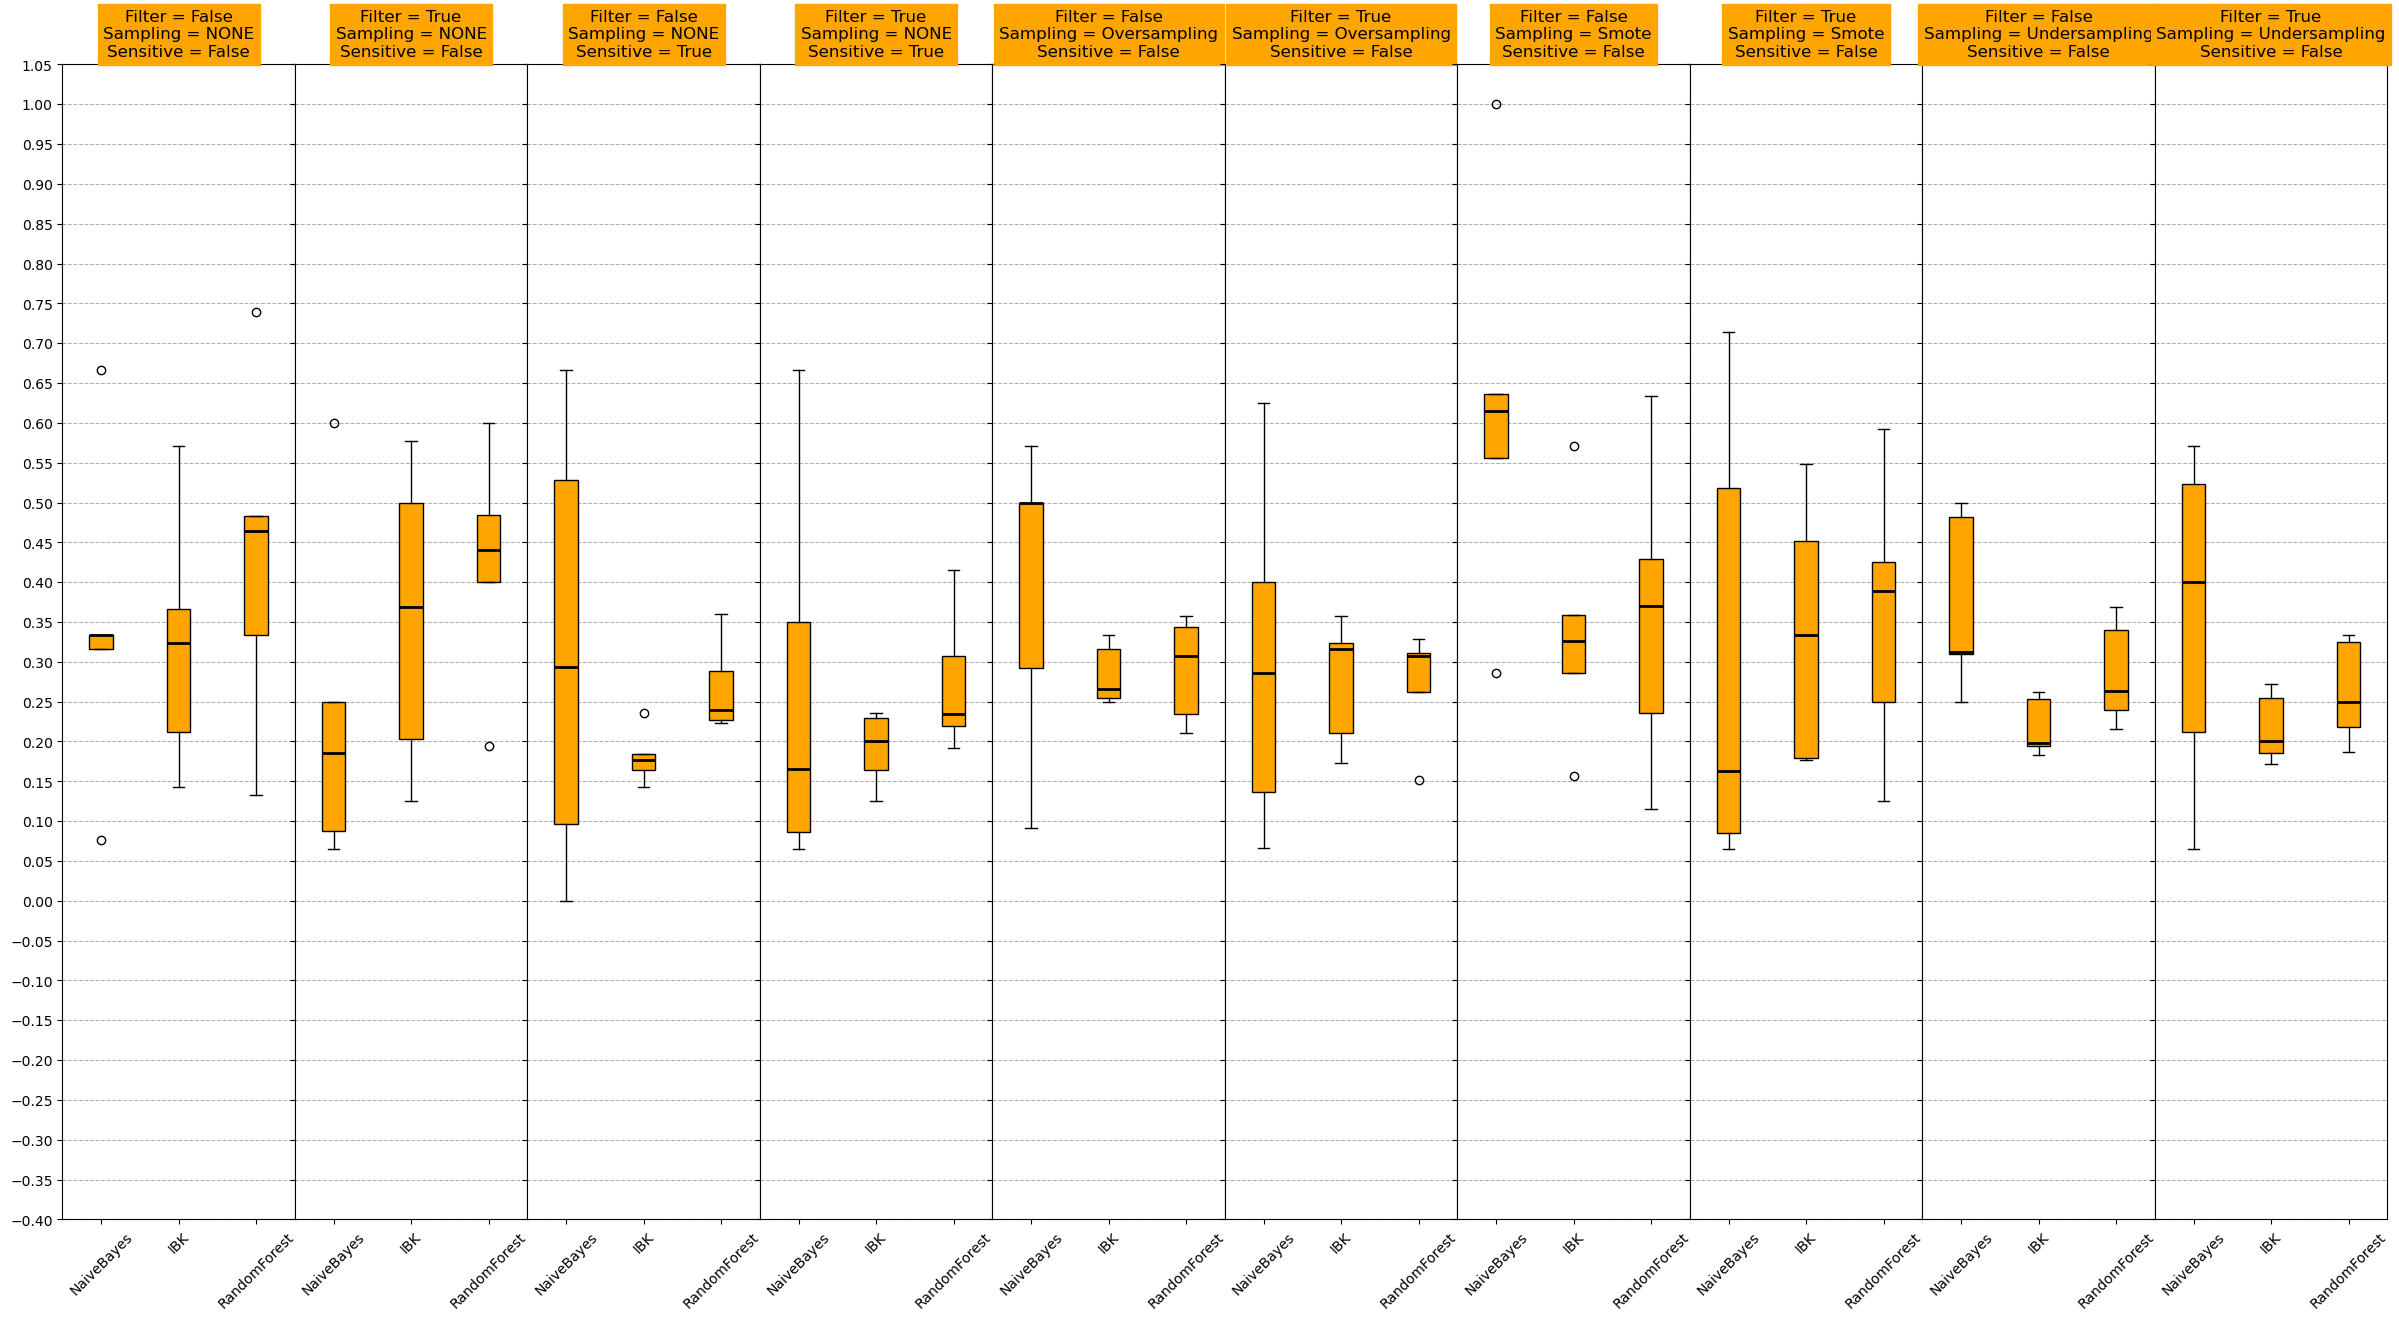 Filter = False
Sampling = NONE
Sensitive = False
Filter = True
Sampling = NONE
Sensitive = False
Filter = False
Sampling = NONE
Sensitive = True
Filter = True
Sampling = NONE
Sensitive = True
Filter = False
Sampling = Oversampling
Sensitive = False
Filter = True
Sampling = Oversampling
Sensitive = False
Filter = False
Sampling = Smote
Sensitive = False
Filter = True
Sampling = Smote
Sensitive = False
Filter = False
Sampling = Undersampling
Sensitive = False
Filter = True
Sampling = Undersampling
Sensitive = False
1.05
1.00
0.95
0.90
0.85
0.80
0.75
0.70
0.65
0.60
0.55
0.50
0.45
0.40
0.35
0.30
0.25
0.20
0.15
0.10
0.05
0.00
−0.05
−0.10
−0.15
−0.20
−0.25
−0.30
−0.35
−0.40
NaiveBayes
IBK
RandomForest
NaiveBayes
IBK
RandomForest
NaiveBayes
IBK
RandomForest
NaiveBayes
IBK
RandomForest
NaiveBayes
IBK
RandomForest
NaiveBayes
IBK
RandomForest
NaiveBayes
IBK
RandomForest
NaiveBayes
IBK
RandomForest
NaiveBayes
IBK
RandomForest
NaiveBayes
IBK
RandomForest